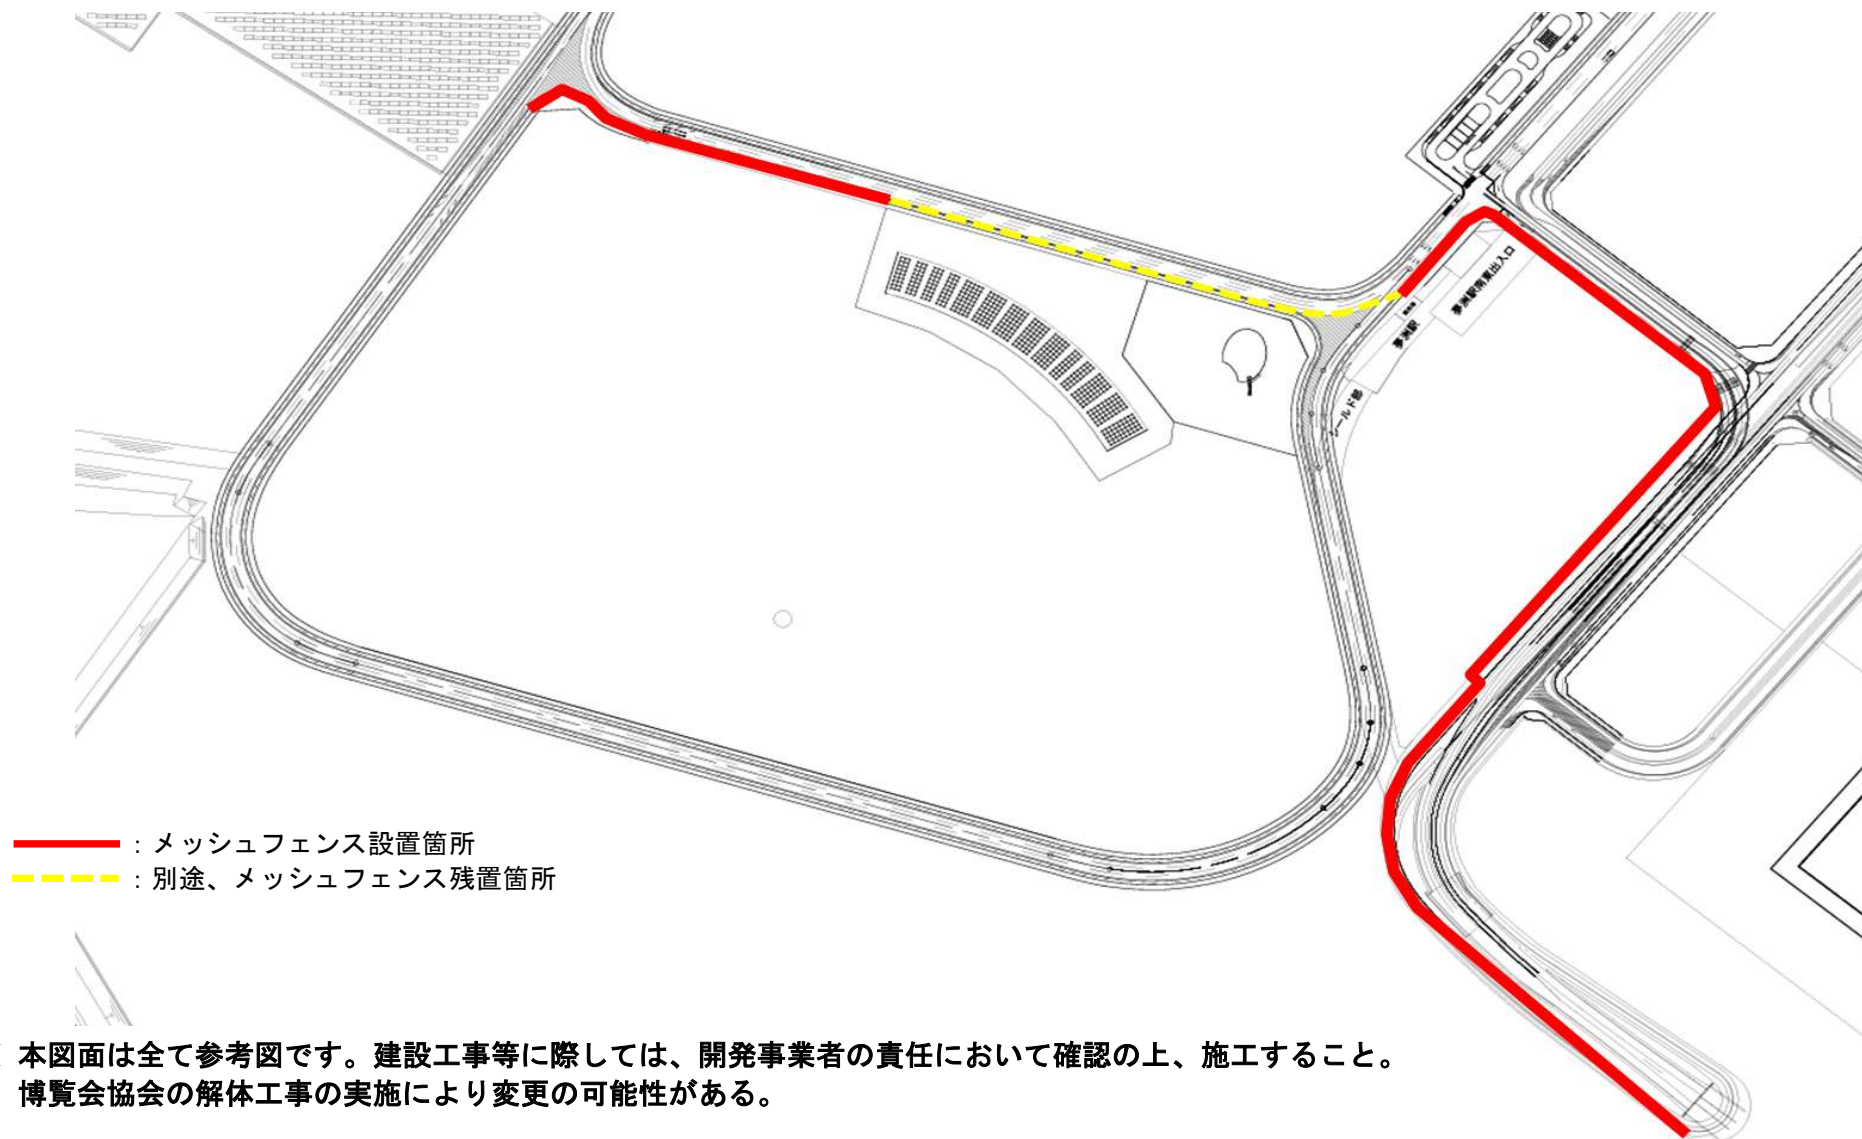 夢洲駅南東出入口
夢洲駅
シールド部
：メッシュフェンス設置箇所
：別途、メッシュフェンス残置箇所
本図面は全て参考図です。建設工事等に際しては、開発事業者の責任において確認の上、施工すること。
博覧会協会の解体工事の実施により変更の可能性がある。